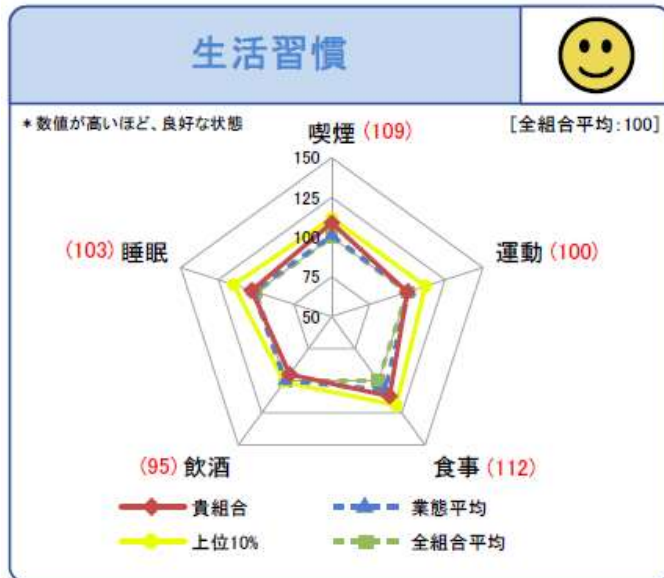 生活習慣
*数値が高いほど、良好な状態
[全組合平均:100]
喫煙(109)
150
125
100
75
50
(103)睡眠
運動(100)
(95)飲酒
食事(112)
貴組合
業態平均
上位10%
全組合平均